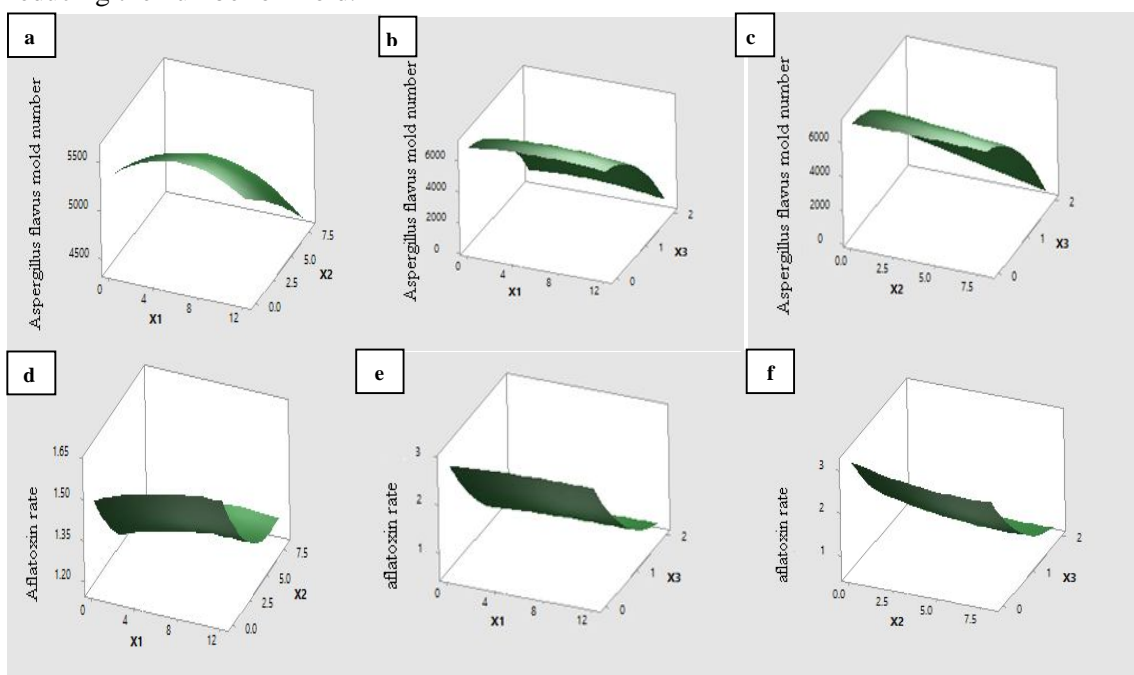 reducing the number of mold.
a
Aspergillus flavus mold number
5500
5000
4500
0
4
8
12
X1
0.0
2.5
5.0
7.5
X2
b
Aspergillus flavus mold number
6000
4000
2000
0
0
4
8
12
X1
0
1
2
X3
c
Aspergillus flavus mold number
6000
4000
2000
0
0.0
2.5
5.0
7.5
X2
0
1
2
X3
d
Aflatoxin rate
1.65
1.50
1.35
1.20
0
4
8
12
X1
0.0
2.5
5.0
7.5
X2
e
aflatoxin rate
3
2
1
0
4
8
12
X1
0
1
2
X3
f
aflatoxin rate
3
2
1
0.0
2.5
5.0
7.5
X2
0
1
2
X3